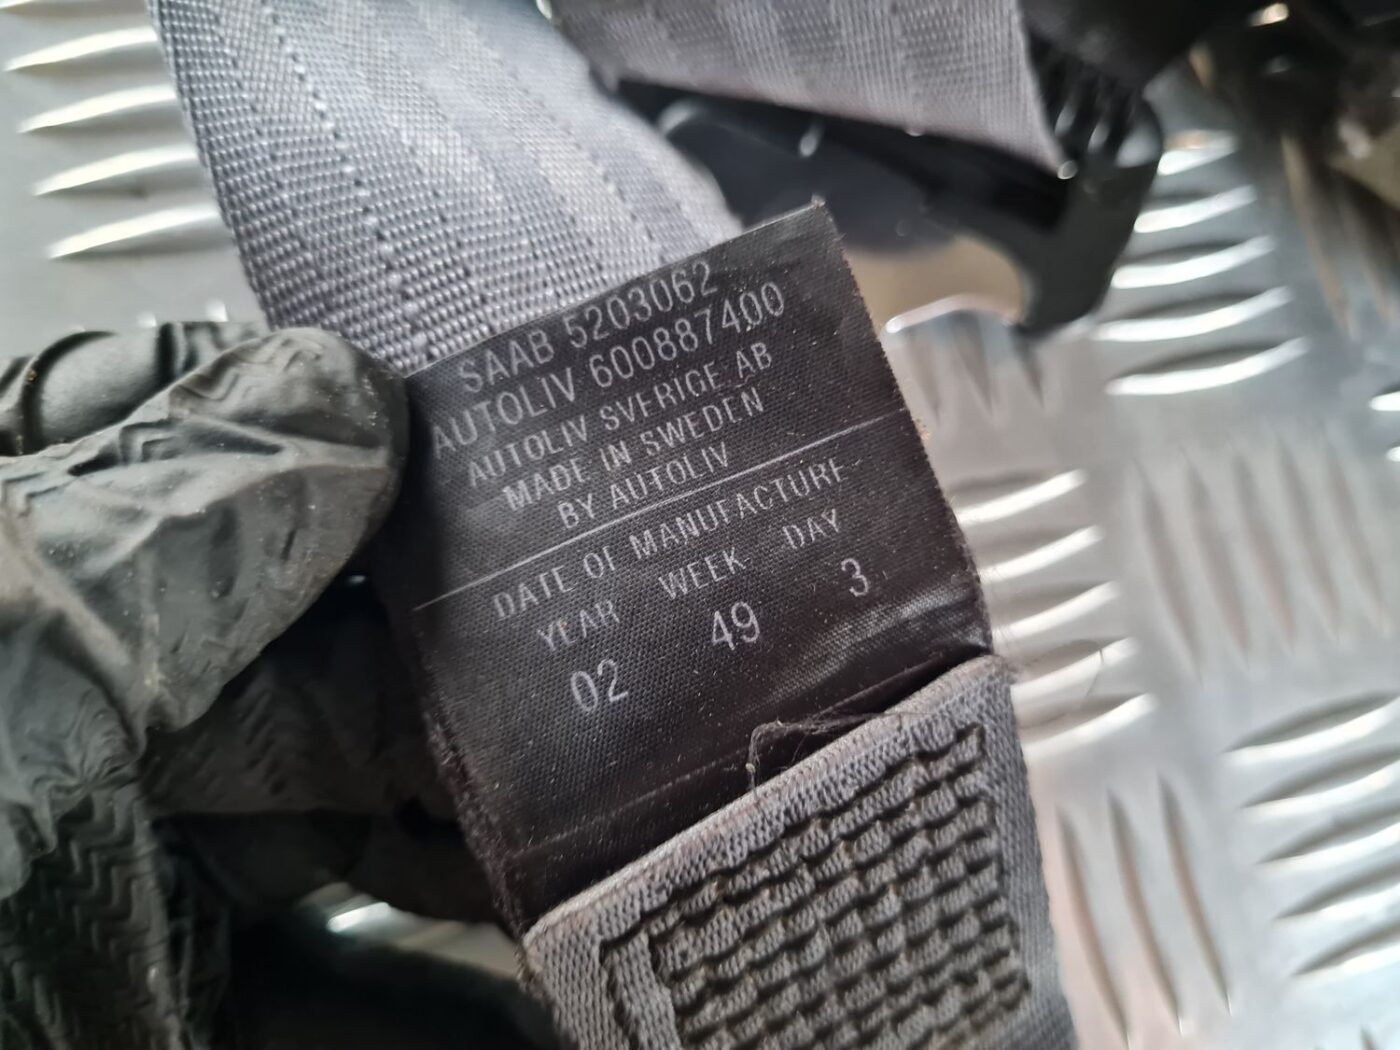 SAAB 5203062
AUTOLIV 600887400
AUTOLIV SVERIGE AB
MADE IN SWEDEN
BY AUTOLIV
DATE OF MANUFACTURE
YEAR WEEK DAY
02 49 3